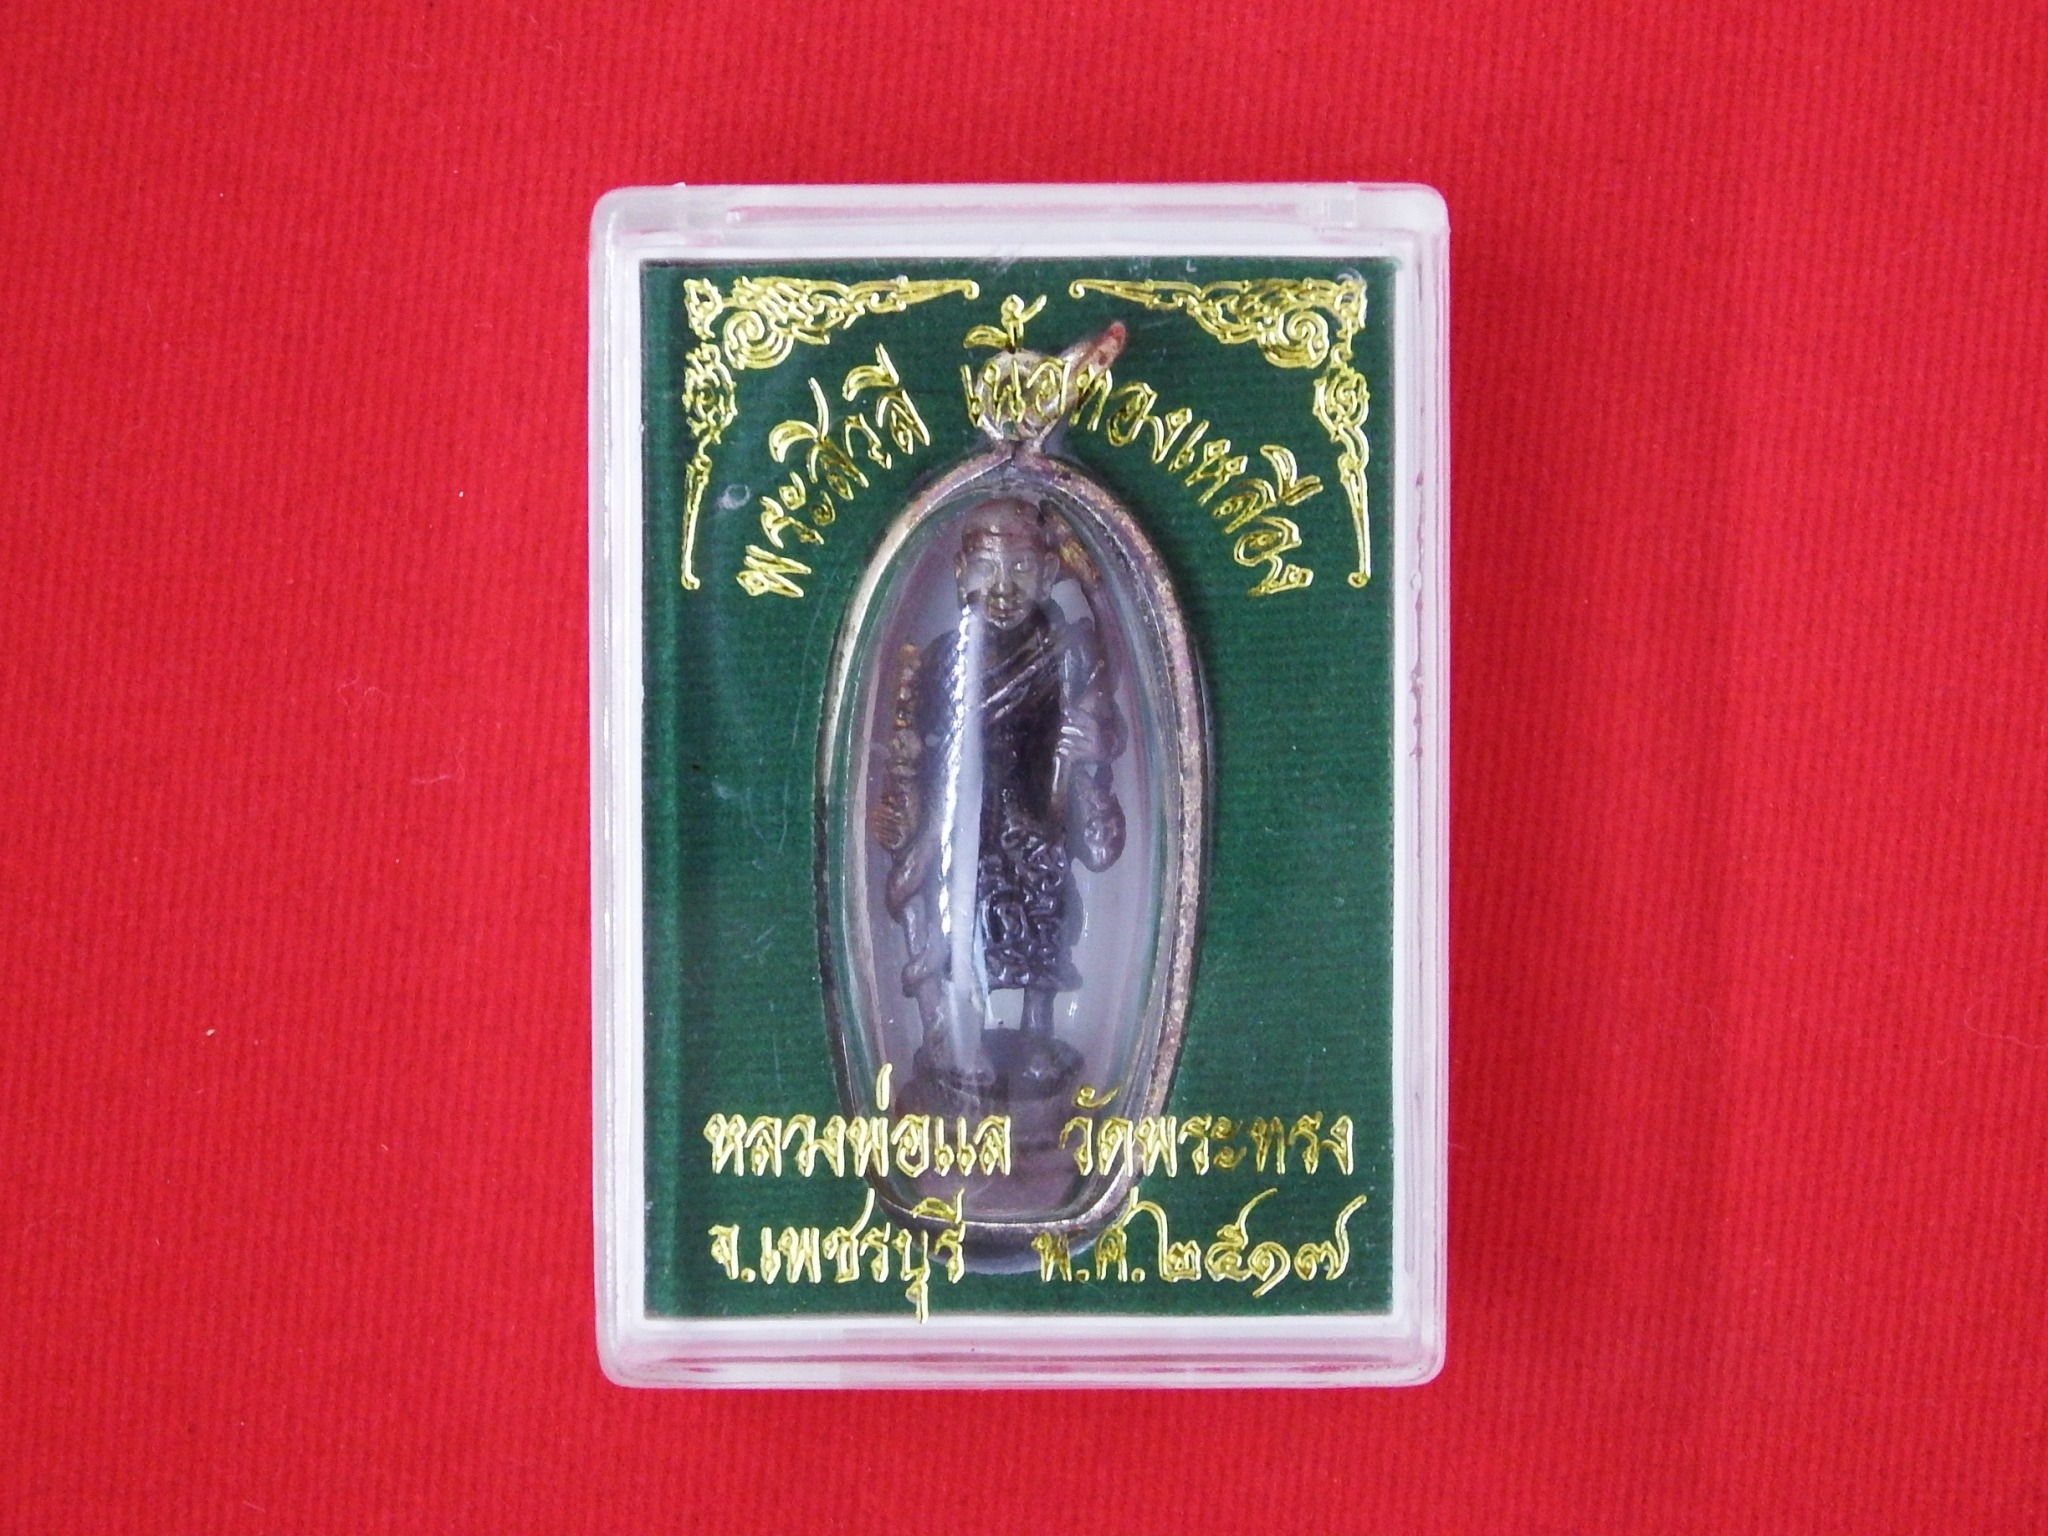 พระสิวลี เนื้อทองเหลือง
หลวงพ่อแล วัดพระทรง
จ.เพชรบุรี พ.ศ.๒๕๑๗